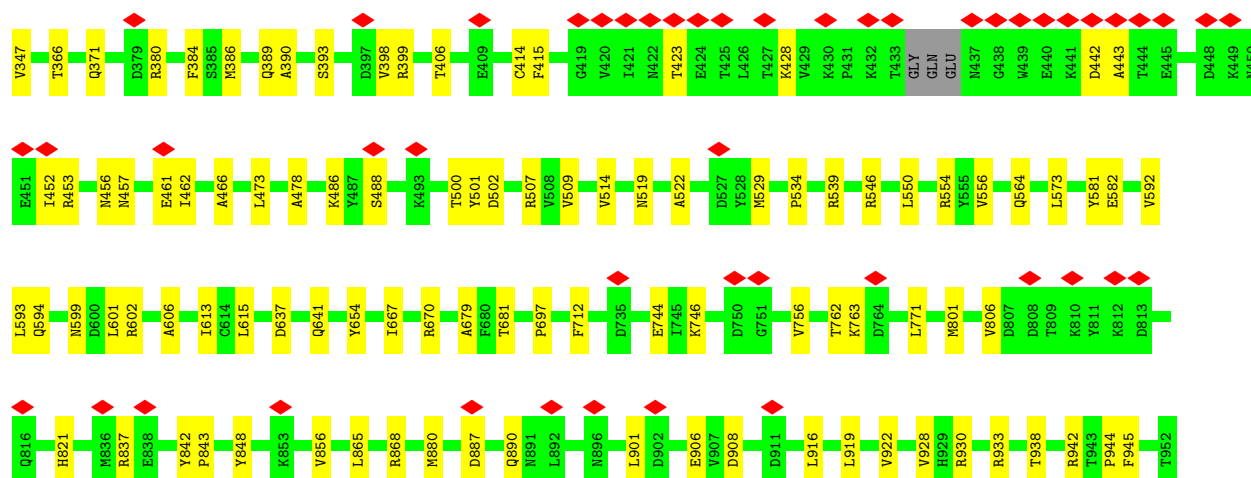 V347 T366 Q371 D379 R380 F384 S385 M386 Q389 A390 S393 D397 V398 R399 T406 E409 C414 F415 G419 V420 I421 N422 T423 E424 T425 L426 T427 K428 V429 K430 P431 K432 T433 GLY GLN GLU N437 G438 W439 E440 K441 D442 A443 T444 E445 D448 K449 N450
E451 I452 R453 N456 N457 E461 I462 A466 L473 A478 K486 Y487 S488 K493 T500 Y501 D502 R507 V508 V509 V514 N519 A522 D527 Y528 M529 P534 R539 R546 L550 R554 Y555 V556 Q564 L573 Y581 E582 V592
L593 Q594 N599 D600 L601 R602 A606 I613 C614 L615 D637 Q641 Y654 I667 R670 A679 F680 T681 P697 F712 D735 E744 I745 K746 D750 G751 V756 T762 K763 D764 L771 M801 V806 D807 D808 T809 K810 Y811 K812 D813
Q816 H821 M836 R837 E838 Y842 P843 Y848 K853 V856 L865 R868 M880 D887 Q890 N891 L892 N896 L901 D902 E906 V907 D908 D911 L916 L919 V922 V928 H929 R930 R933 T938 R942 T943 P944 F945 T952